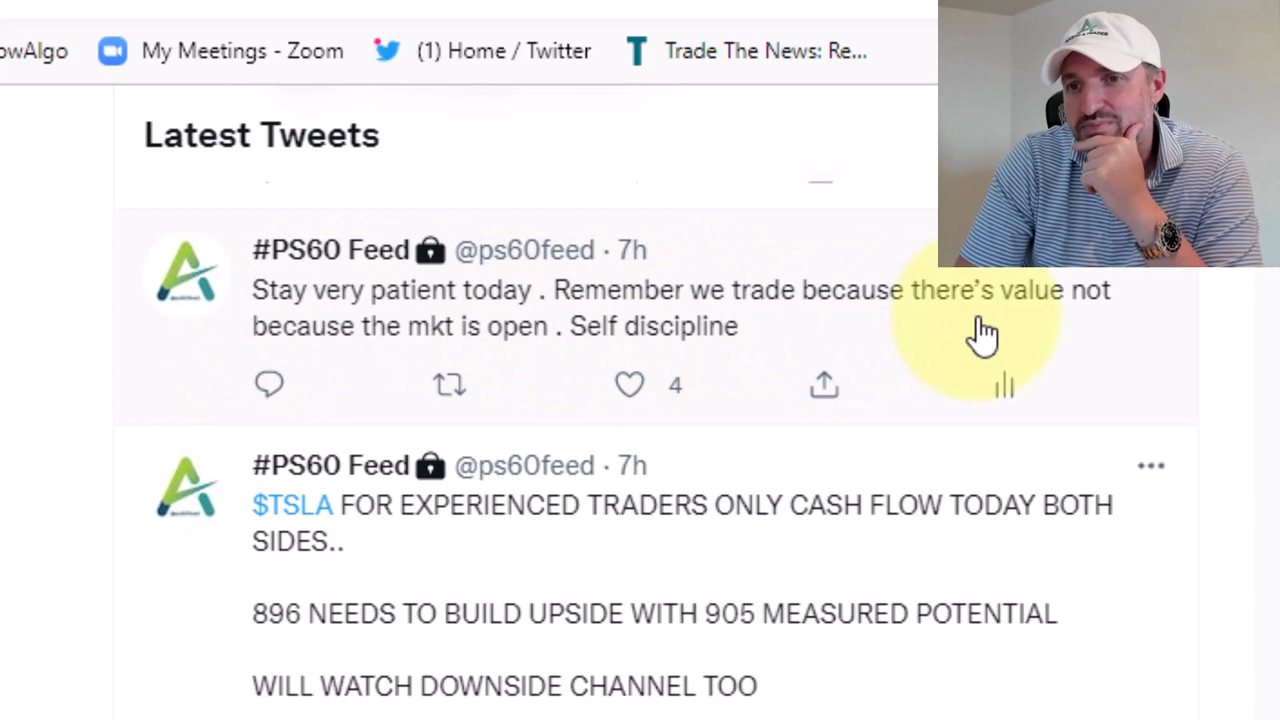 owAlgo My Meetings - Zoom (1) Home / Twitter Trade The News: Re...
Latest Tweets
#PS60 Feed @ps60feed · 7h
Stay very patient today . Remember we trade because there's value not
because the mkt is open . Self discipline
4
#PS60 Feed @ps60feed · 7h
$TSLA FOR EXPERIENCED TRADERS ONLY CASH FLOW TODAY BOTH
SIDES..
896 NEEDS TO BUILD UPSIDE WITH 905 MEASURED POTENTIAL
WILL WATCH DOWNSIDE CHANNEL TOO